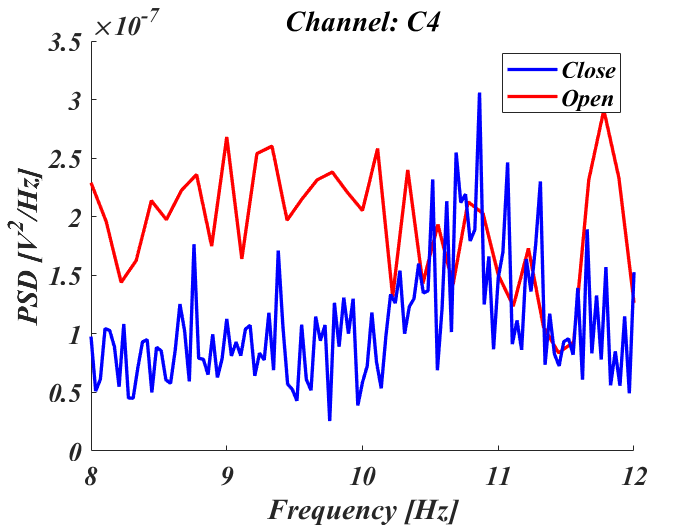 Channel: C4
×10^-7
3.5
3
2.5
2
1.5
1
0.5
0
PSD [V^2/Hz]
Close
Open
8 9 10 11 12
Frequency [Hz]